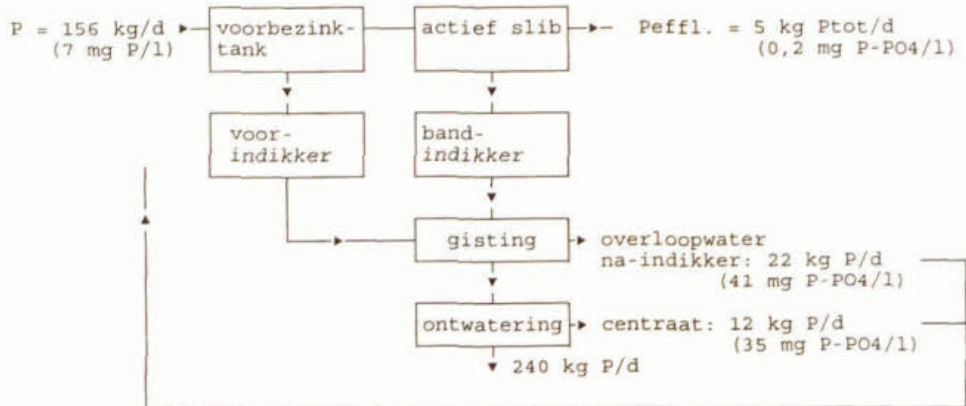 P = 156 kg/d
(7 mg P/l)
voorbezink-
tank
actief slib
Peffl. = 5 kg Ptot/d
(0,2 mg P-PO4/l)
voor-
indikker
band-
indikker
gisting
overloopwater
na-indikker: 22 kg P/d
(41 mg P-PO4/l)
ontwatering
centraat: 12 kg P/d
(35 mg P-PO4/l)
240 kg P/d